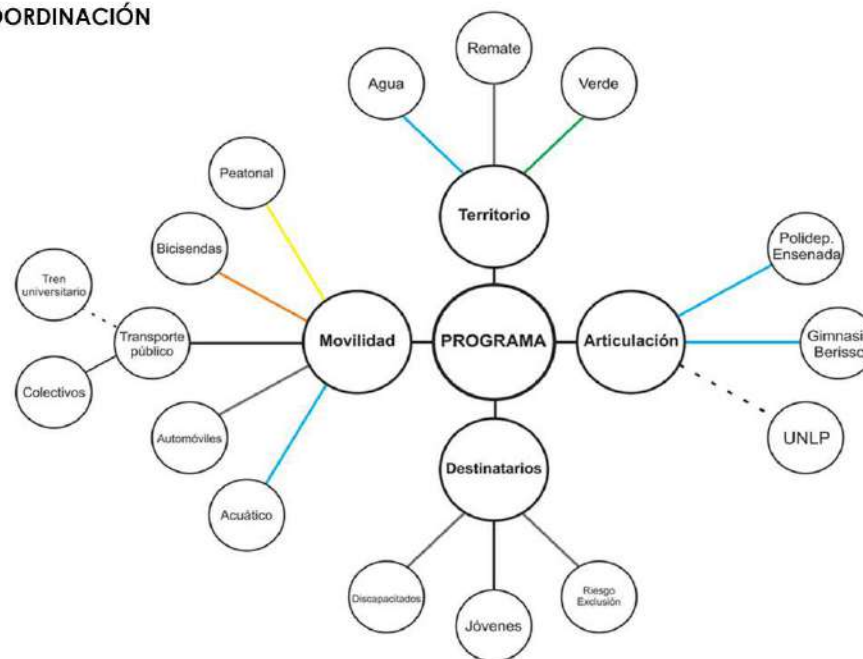 OORDINACIÓN
Remate
Agua
Verde
Peatonal
Territorio
Bicisendas
Polidep.
Ensenada
Tren
universitario
Transporte
público
Movilidad
PROGRAMA
Articulación
Gimnasi
Berisso
Colectivos
Automóviles
UNLP
Destinatarios
Acuático
Discapacitados
Jóvenes
Riesgo
Exclusión